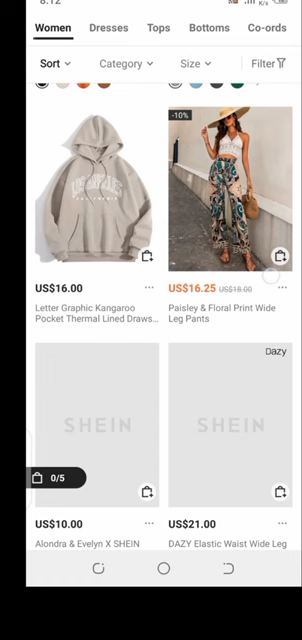 8:12
K/s
Women Dresses Tops Bottoms Co-ords
Sort Category Size Filter
-10%
US$16.00
US$16.25 US$18.00
Letter Graphic Kangaroo
Pocket Thermal Lined Draws...
Paisley & Floral Print Wide
Leg Pants
Dazy
SHEIN
SHEIN
0/5
US$10.00
US$21.00
Alondra & Evelyn X SHEIN
DAZY Elastic Waist Wide Leg